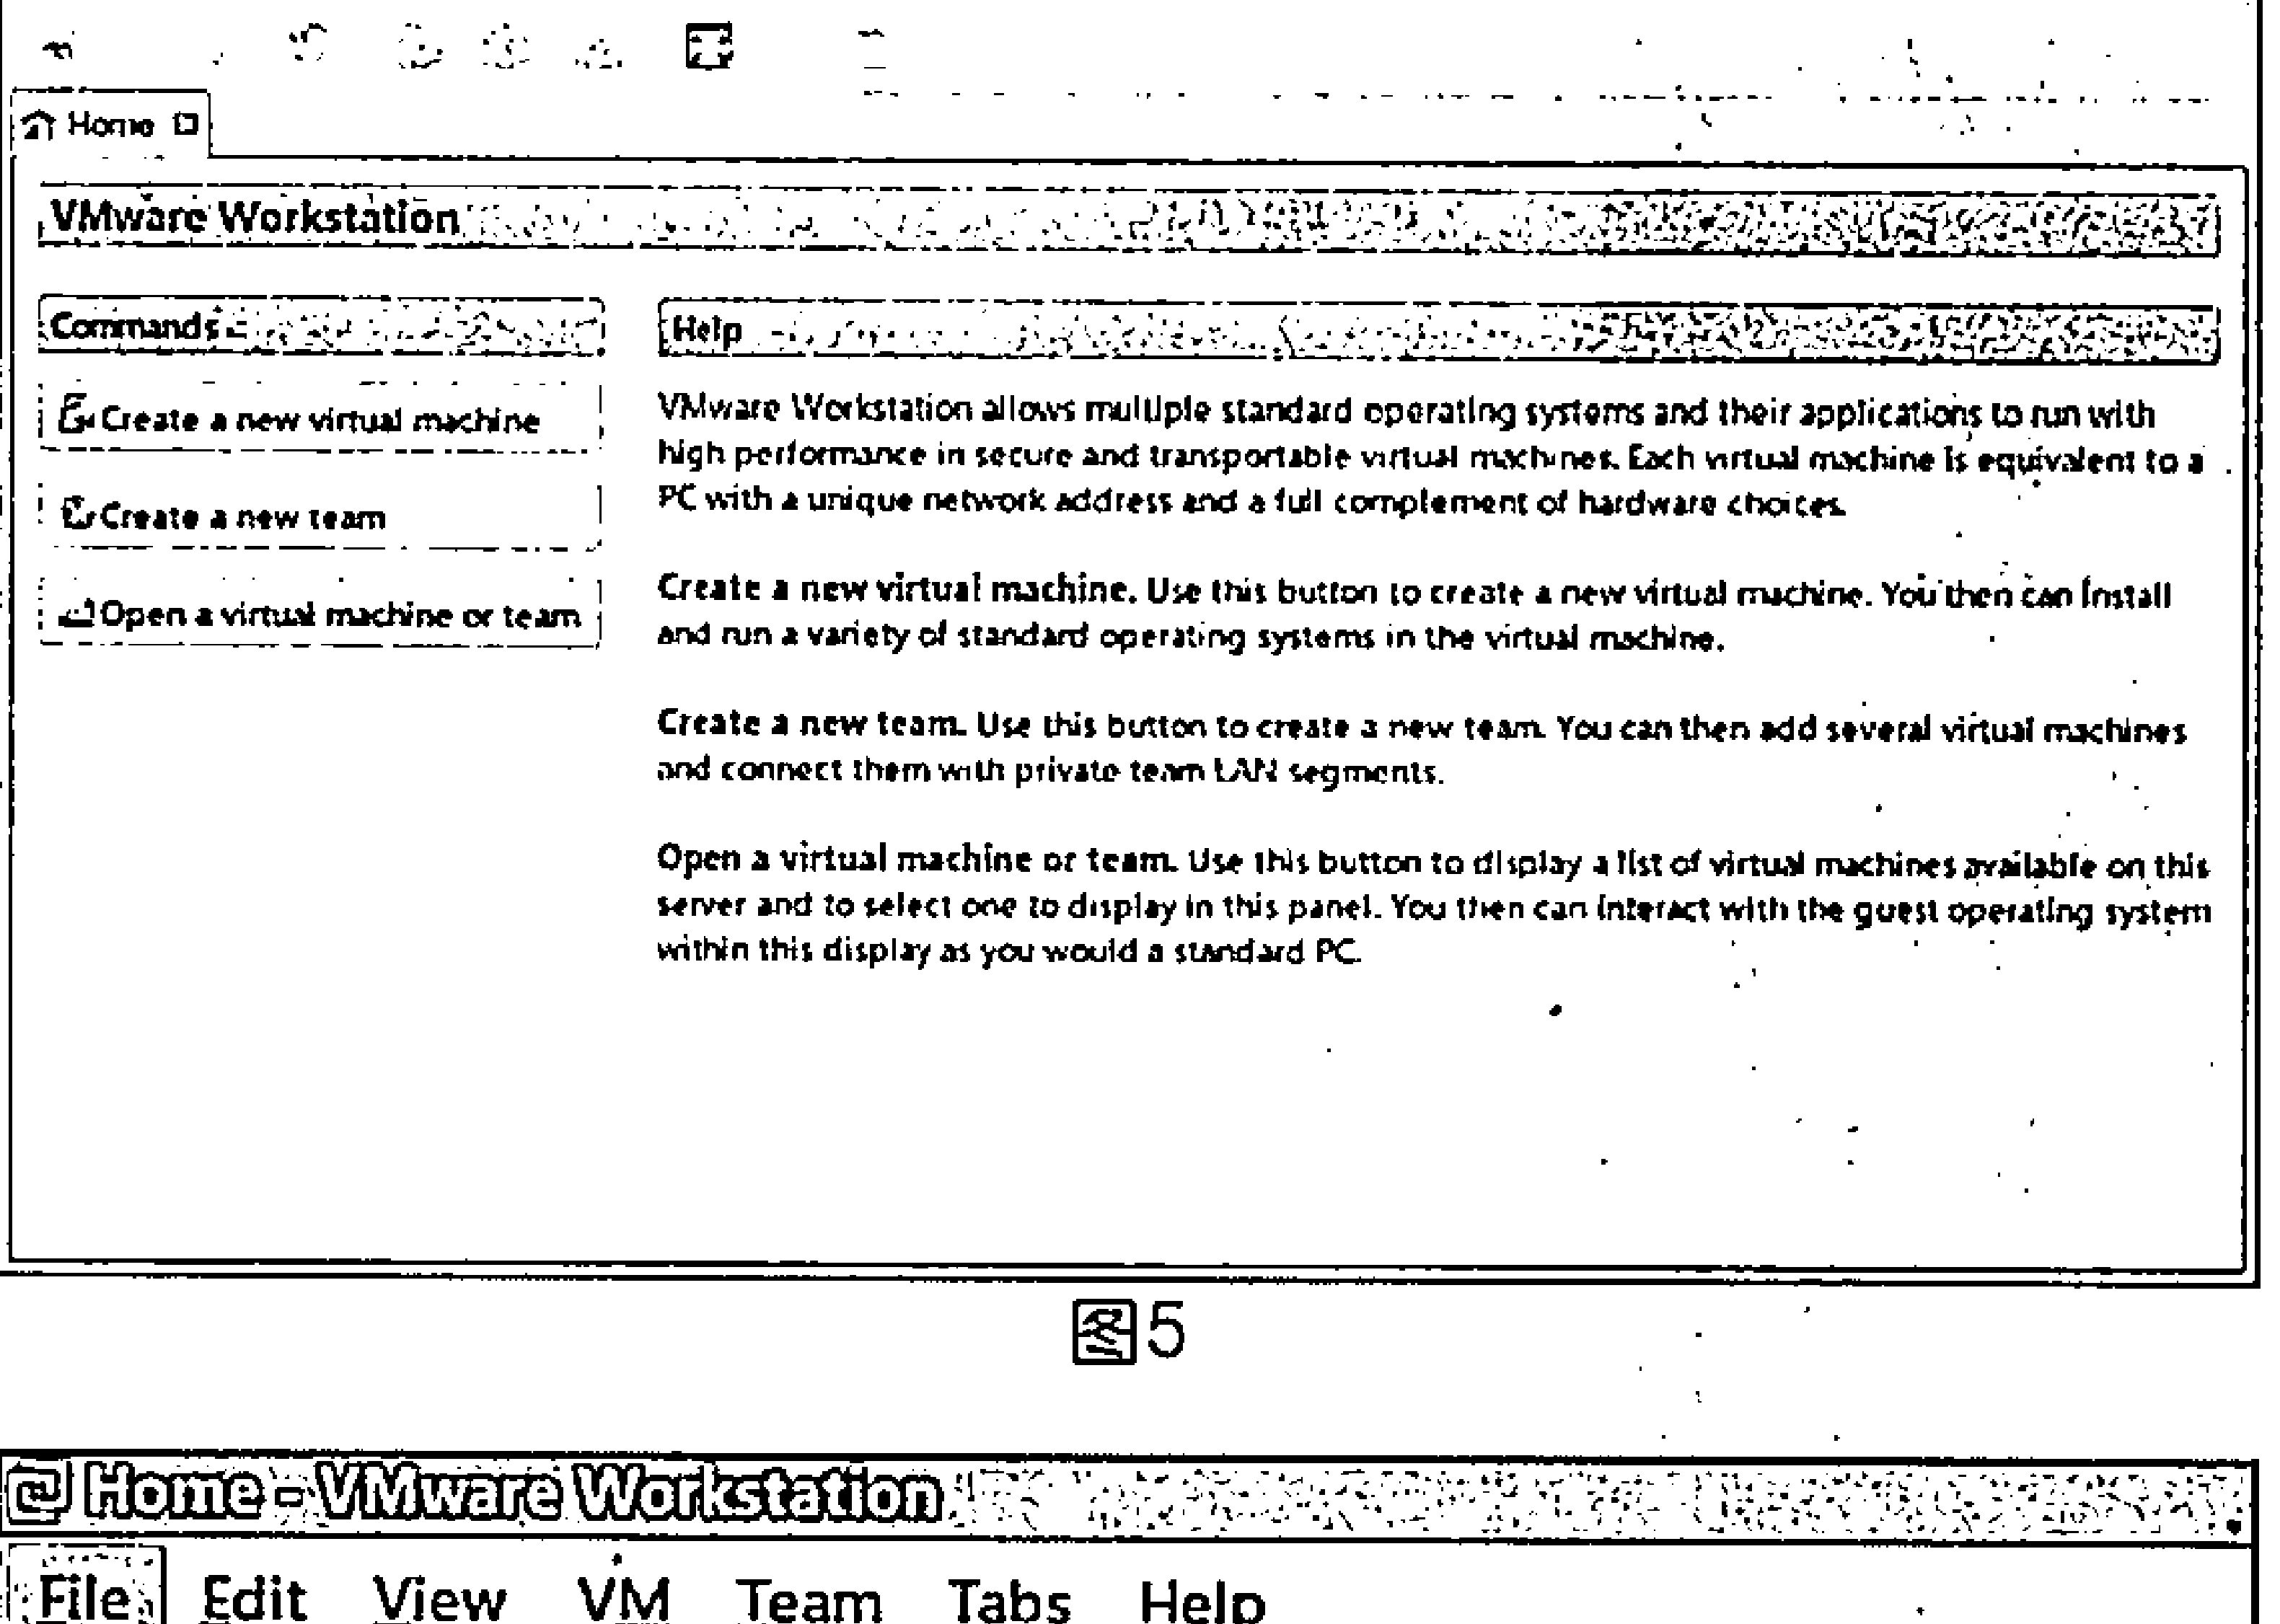 Home
VMware Workstation
Commands
Help
Create a new virtual machine
Create a new team
Open a virtual machine or team
VMware Workstation allows multiple standard operating systems and their applications to run with
high performance in secure and transportable virtual machines. Each virtual machine is equivalent to a
PC with a unique network address and a full complement of hardware choices.
Create a new virtual machine. Use this button to create a new virtual machine. You then can install
and run a variety of standard operating systems in the virtual machine.
Create a new team. Use this button to create a new team. You can then add several virtual machines
and connect them with private team LAN segments.
Open a virtual machine or team. Use this button to display a list of virtual machines available on this
server and to select one to display in this panel. You then can interact with the guest operating system
within this display as you would a standard PC.
图5
Home - VMware Workstation
File Edit View VM Team Tabs Help